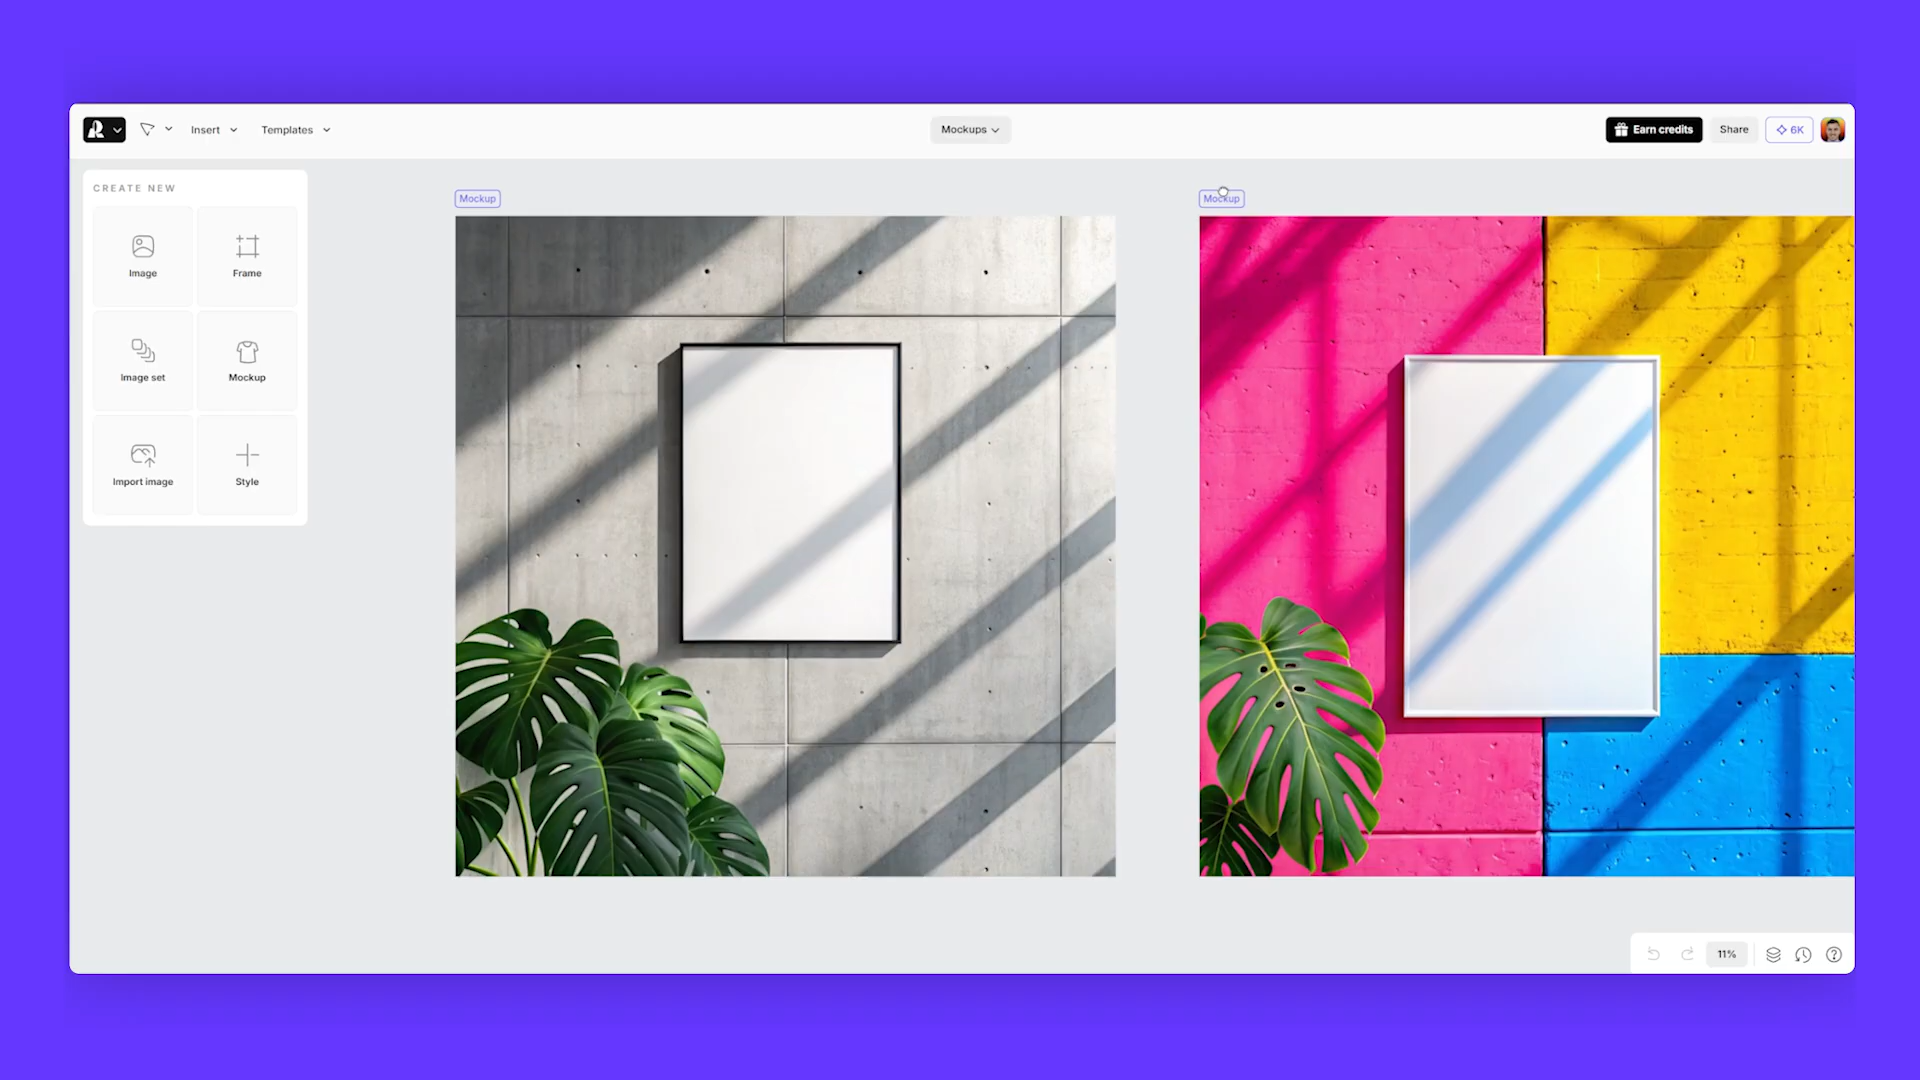 Insert
Templates
Mockups
Earn credits
Share
6K
CREATE NEW
Image
Frame
Image set
Mockup
Import image
Style
Mockup
Mockup
11%